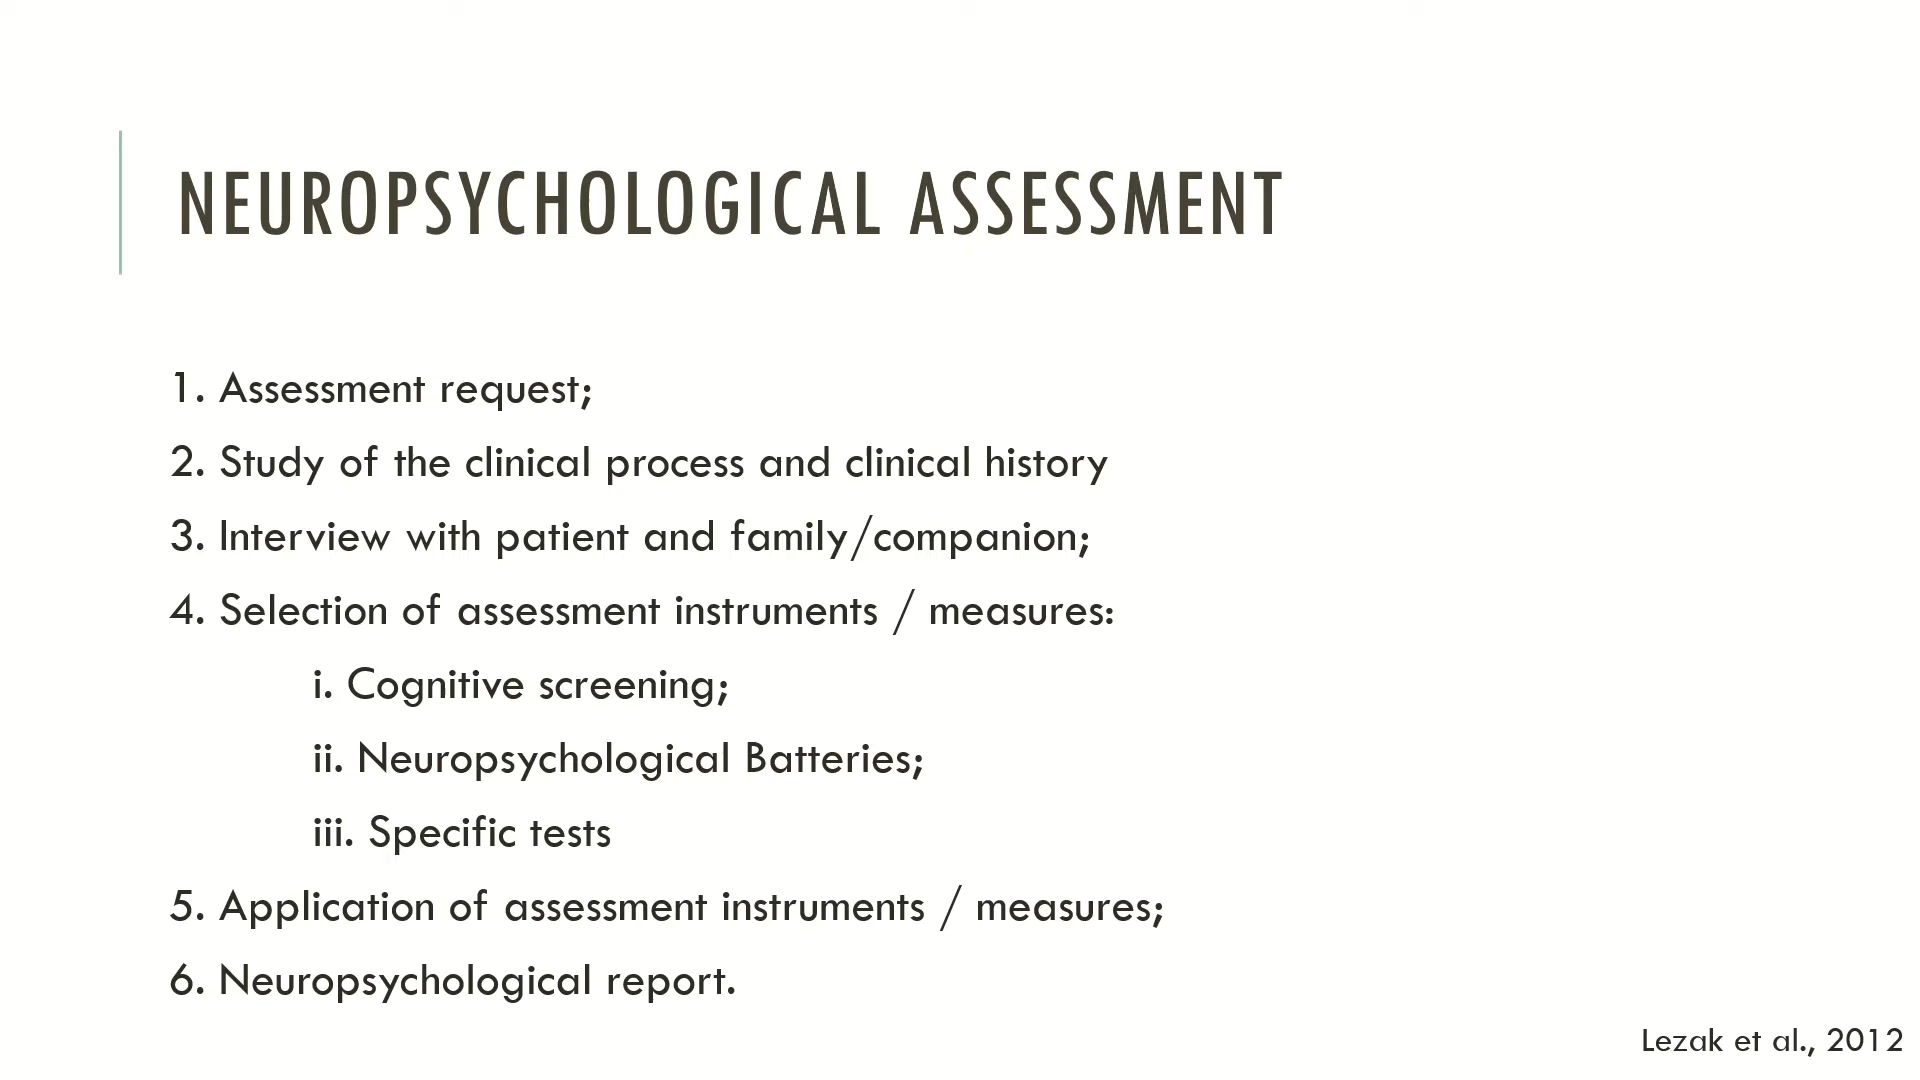 NEUROPSYCHOLOGICAL ASSESSMENT
1. Assessment request;
2. Study of the clinical process and clinical history
3. Interview with patient and family/companion;
4. Selection of assessment instruments / measures:
i. Cognitive screening;
ii. Neuropsychological Batteries;
iii. Specific tests
5. Application of assessment instruments / measures;
6. Neuropsychological report.
Lezak et al., 2012